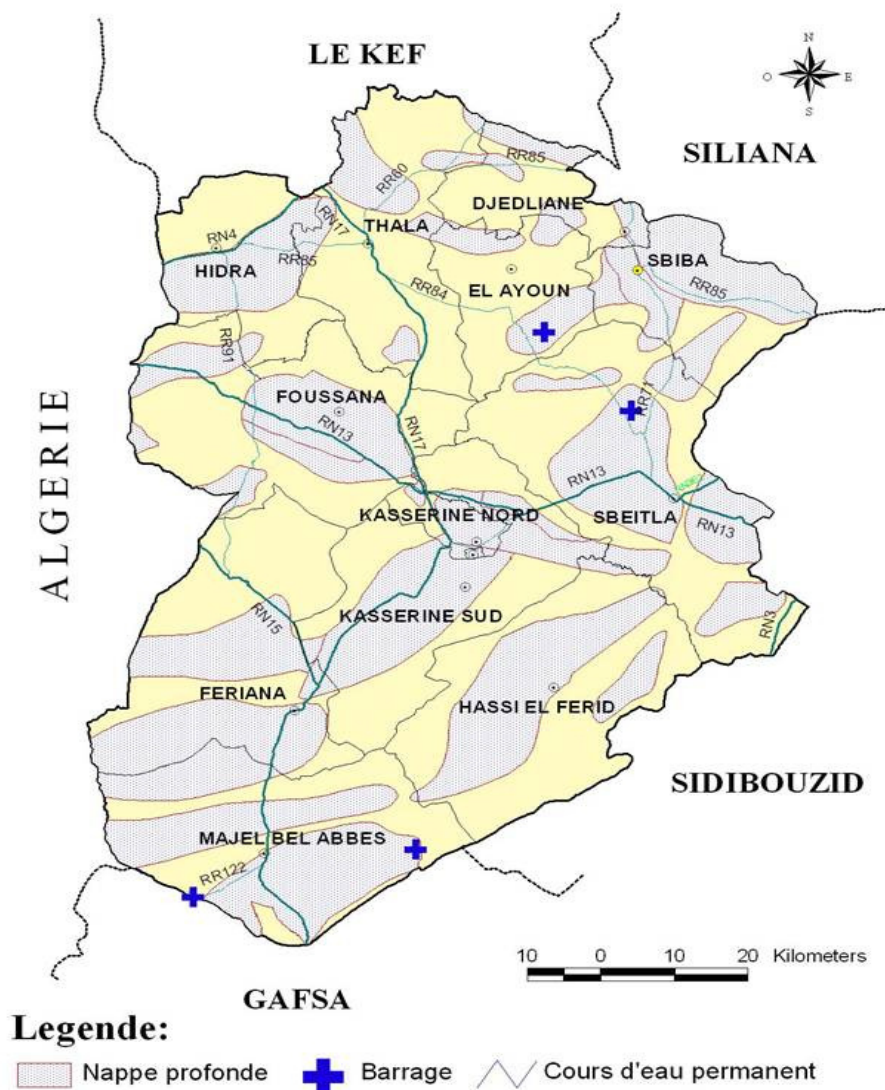 LE KEF
N
O E
S
SILIANA
RR85
RR60
DJEDLIANE
RN17
THALA
RN4
RR85
HIDRA
SBIBA
RR84
EL AYOUN
RR85
RR91
FOUSSANA
RR71
RN13
RN17
RN13
ALGERIE
KASSERINE NORD
SBEITLA
RN13
KASSERINE SUD
RN15
RN3
FERIANA
HASSI EL FERID
SIDIBOUZID
MAJEL BEL ABBES
RR122
10 0 10 20 Kilometers
GAFSA
Legende:
Nappe profonde Barrage Cours d'eau permanent